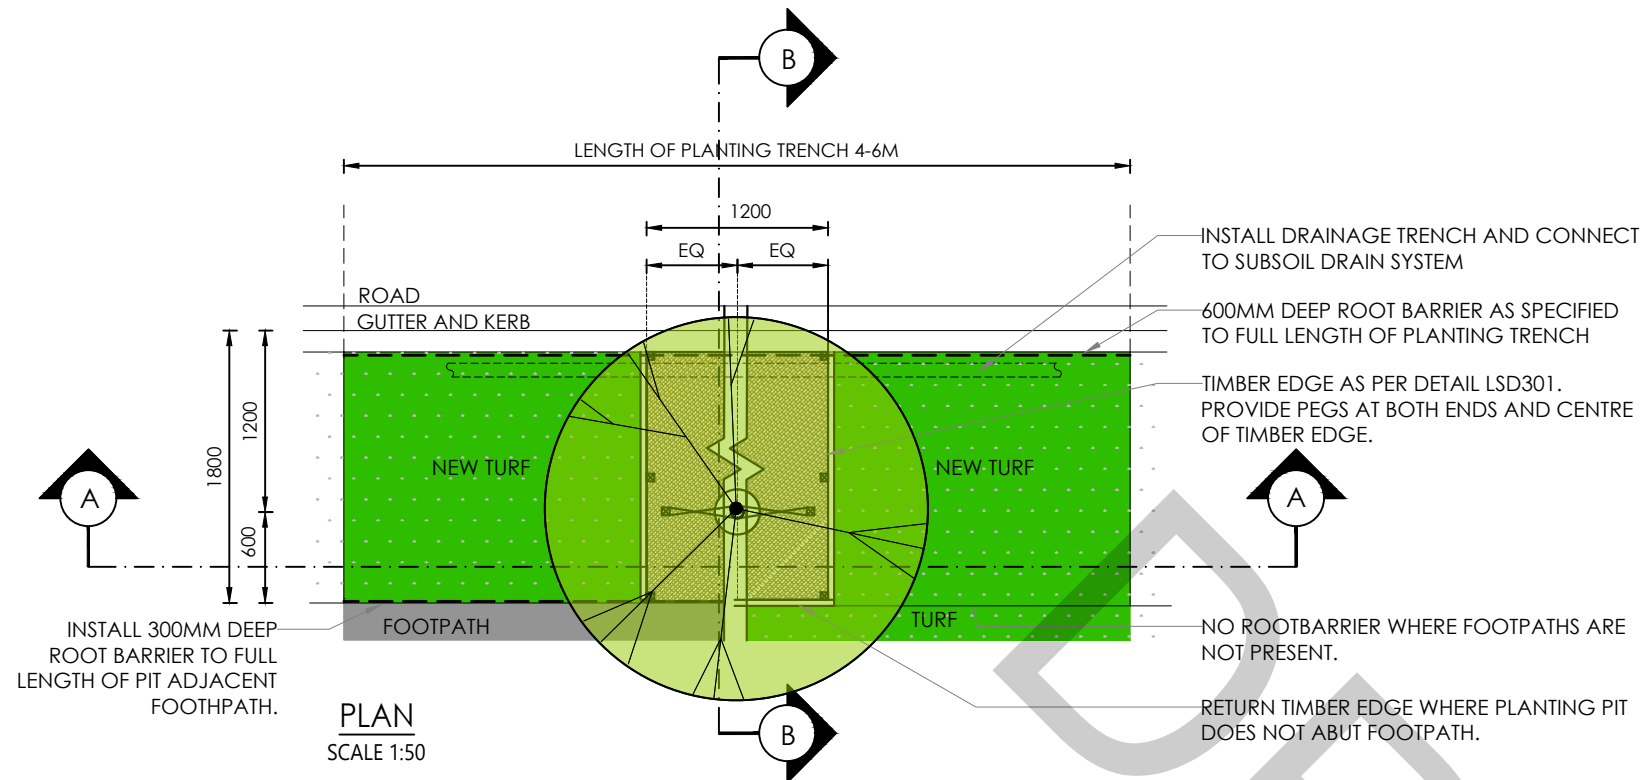 B
LENGTH OF PLANTING TRENCH 4-6M
1200
EQ
EQ
INSTALL DRAINAGE TRENCH AND CONNECT
TO SUBSOIL DRAIN SYSTEM
ROAD
GUTTER AND KERB
600MM DEEP ROOT BARRIER AS SPECIFIED
TO FULL LENGTH OF PLANTING TRENCH
TIMBER EDGE AS PER DETAIL LSD301.
PROVIDE PEGS AT BOTH ENDS AND CENTRE
OF TIMBER EDGE.
1800
1200
600
NEW TURF
NEW TURF
A
A
FOOTPATH
TURF
INSTALL 300MM DEEP
ROOT BARRIER TO FULL
LENGTH OF PIT ADJACENT
FOOTHPATH.
NO ROOTBARRIER WHERE FOOTPATHS ARE
NOT PRESENT.
RETURN TIMBER EDGE WHERE PLANTING PIT
DOES NOT ABUT FOOTPATH.
PLAN
SCALE 1:50
B